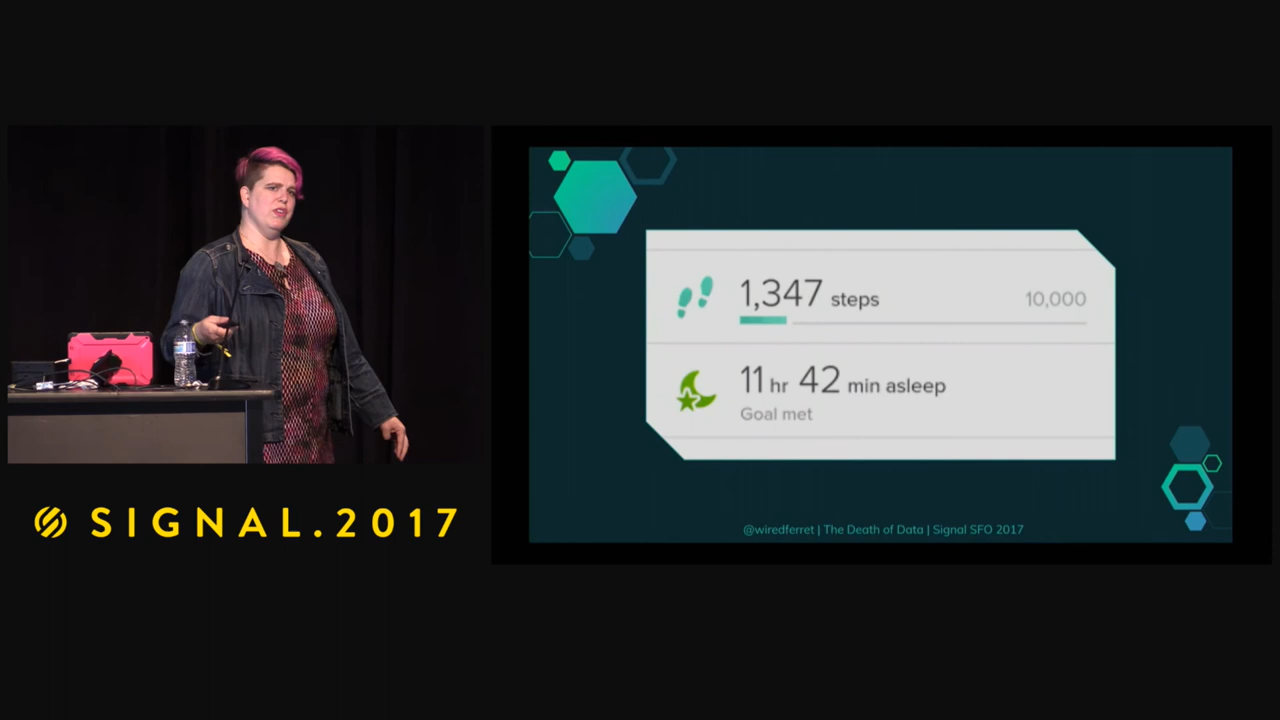 SIGNAL.2017
1,347 steps 10,000
11 hr 42 min asleep
Goal met
@wiredferret | The Death of Data | Signal SFO 2017